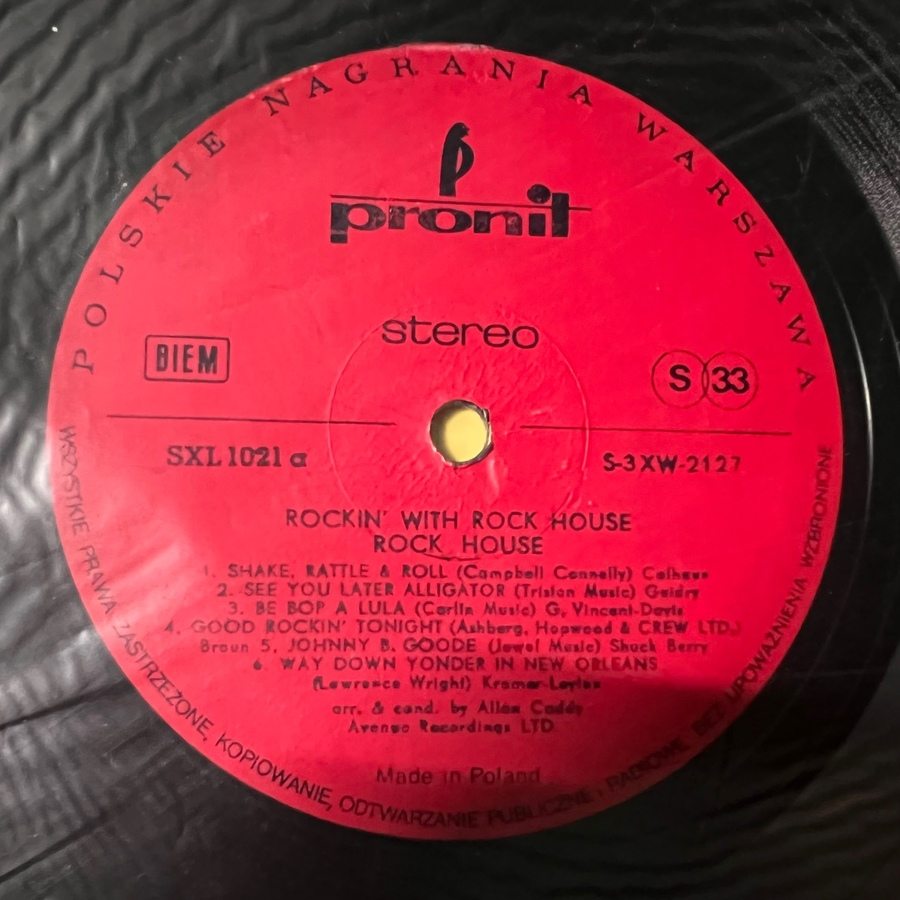 POLSKIE NAGRANIA WARSZAWA
pronit
stereo
BIEM
S 33
SXL 1021 a
S-3XW-2127
ROCKIN' WITH ROCK HOUSE
ROCK HOUSE
1. SHAKE, RATTLE & ROLL (Campbell Connelly) Calhaus
2. SEE YOU LATER ALLIGATOR (Tristan Music) Guidry
3. BE BOP A LULA (Carlin Music) G. Vincent-Davis
4. GOOD ROCKIN' TONIGHT (Ashberg, Hopwood & CREW LTD.)
Braun 5. JOHNNY B. GOODE (Jewel Music) Shuck Berry
6. WAY DOWN YONDER IN NEW ORLEANS
(Lawrence Wright) Kramer-Layton
arr. & cond. by Allan Caddy
Avenue Recordings LTD.
Made in Poland
WSZYSTKIE PRAWA ZASTRZEŻONE, KOPIOWANIE, ODTWARZANIE PUBLICZNE, RADIOWE BEZ UPOWAŻNIENIA WZBRONIONE